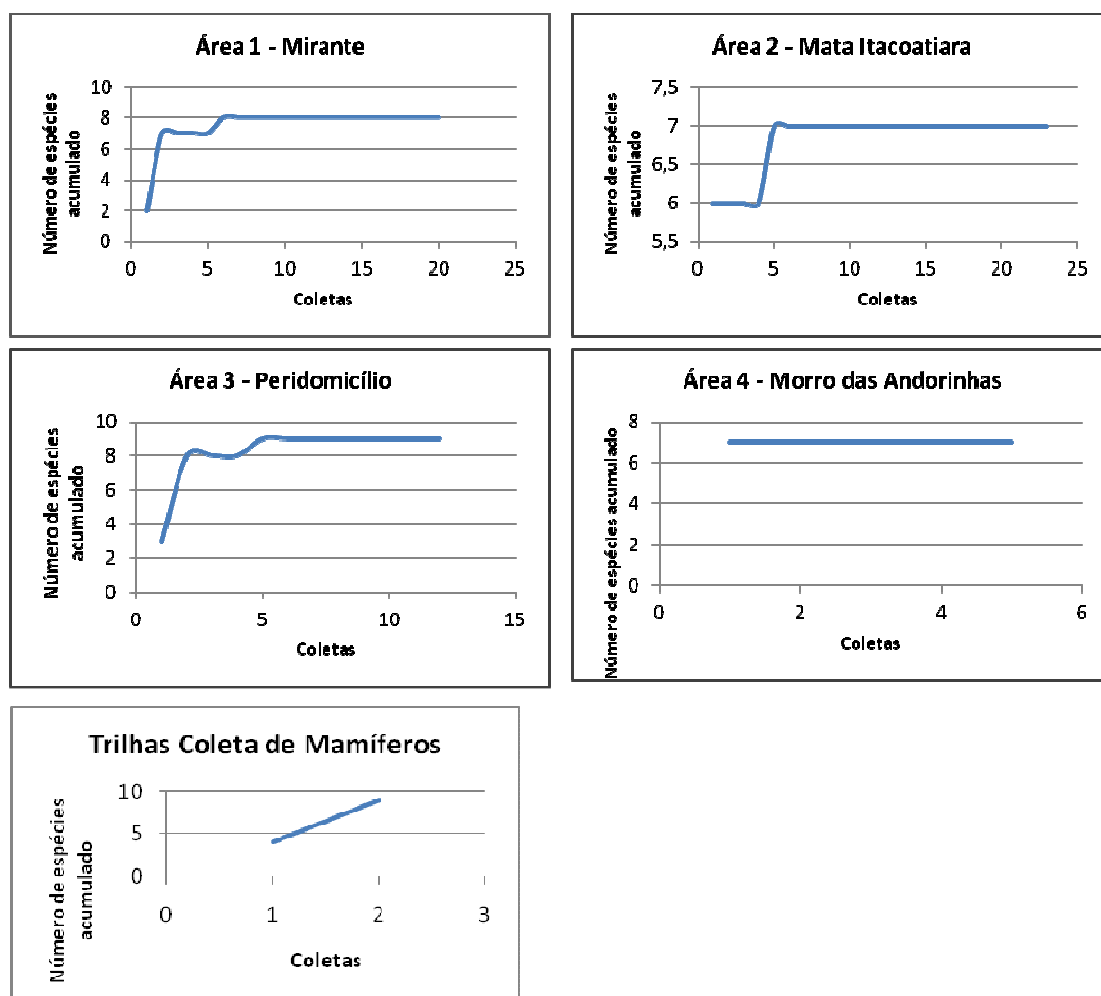 Área 1 - Mirante
Número de espécies
acumulado
10
8
6
4
2
0
0 5 10 15 20 25
Coletas
Área 2 - Mata Itacoatiara
Número de espécies
acumulado
7,5
7
6,5
6
5,5
0 5 10 15 20 25
Coletas
Área 3 - Peridomicílio
Número de espécies
acumulado
10
8
6
4
2
0
0 5 10 15
Coletas
Área 4 - Morro das Andorinhas
Número de espécies acumulado
8
6
4
2
0
0 2 4 6
Coletas
Trilhas Coleta de Mamíferos
Número de espécies
acumulado
10
5
0
0 1 2 3
Coletas